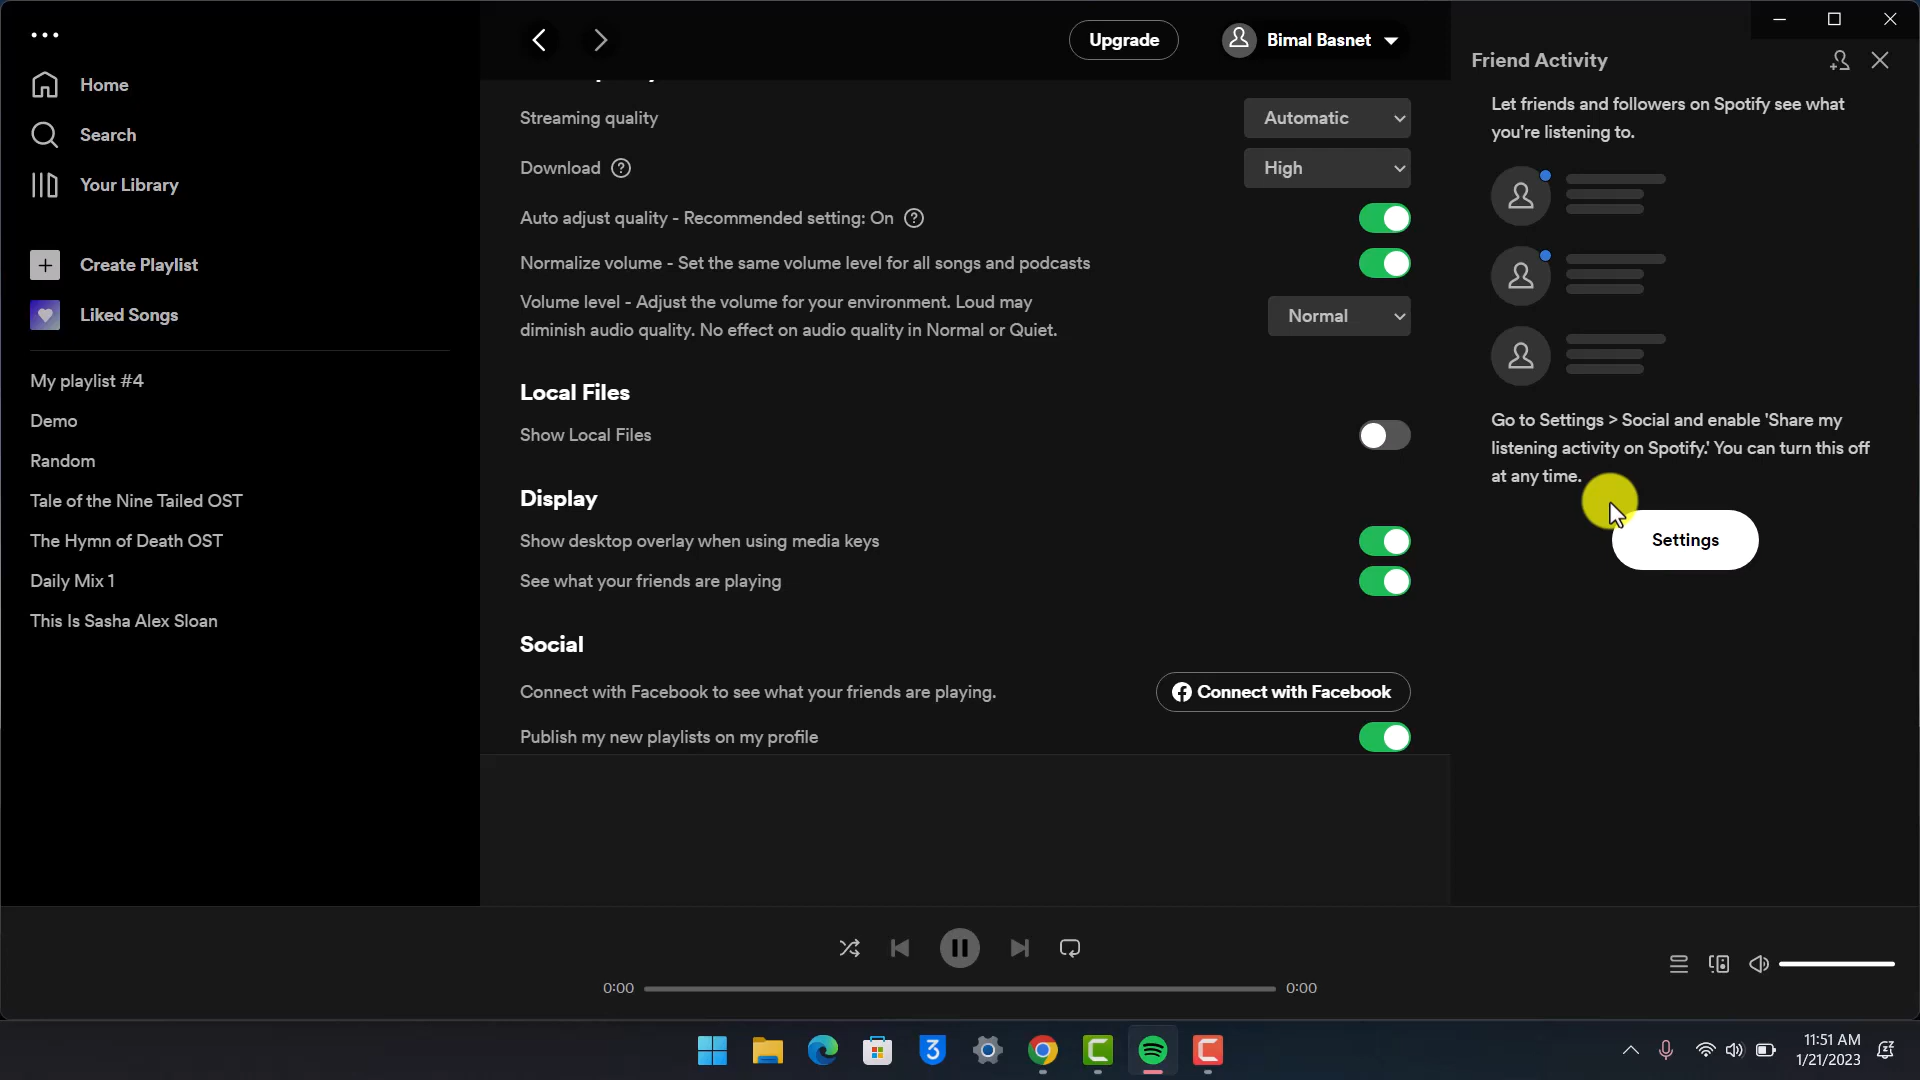 Home
Search
Your Library
Create Playlist
Liked Songs
My playlist #4
Demo
Random
Tale of the Nine Tailed OST
The Hymn of Death OST
Daily Mix 1
This Is Sasha Alex Sloan
Upgrade
Bimal Basnet
Streaming quality
Automatic
Download
High
Auto adjust quality - Recommended setting: On
Normalize volume - Set the same volume level for all songs and podcasts
Volume level - Adjust the volume for your environment. Loud may
diminish audio quality. No effect on audio quality in Normal or Quiet.
Normal
Local Files
Show Local Files
Display
Show desktop overlay when using media keys
See what your friends are playing
Social
Connect with Facebook to see what your friends are playing.
Connect with Facebook
Publish my new playlists on my profile
Friend Activity
Let friends and followers on Spotify see what
you're listening to.
Go to Settings > Social and enable 'Share my
listening activity on Spotify.' You can turn this off
at any time.
Settings
0:00
0:00
3
11:51 AM
1/21/2023